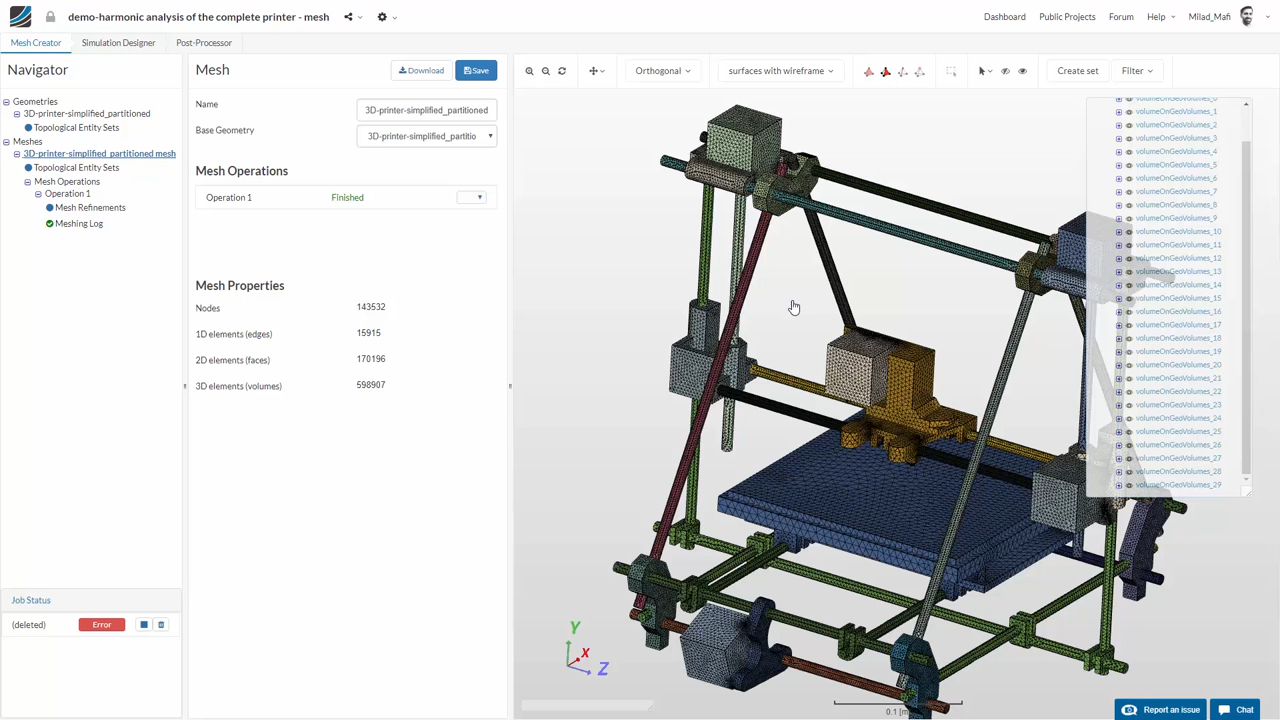 demo-harmonic analysis of the complete printer - mesh
Dashboard
Public Projects
Forum
Help
Milad_Mafi
Mesh Creator
Simulation Designer
Post-Processor
Navigator
Geometries
3D-printer-simplified_partitioned
Topological Entity Sets
Meshes
3D-printer-simplified_partitioned mesh
Topological Entity Sets
Mesh Operations
Operation 1
Mesh Refinements
Meshing Log
Job Status
(deleted)
Error
Mesh
Download
Save
Name
3D-printer-simplified_partitioned
Base Geometry
3D-printer-simplified_partitio
Mesh Operations
Operation 1
Finished
Mesh Properties
Nodes
143532
1D elements (edges)
15915
2D elements (faces)
170196
3D elements (volumes)
598907
Orthogonal
surfaces with wireframe
Create set
Filter
volumeOnGeoVolumes_0
volumeOnGeoVolumes_1
volumeOnGeoVolumes_2
volumeOnGeoVolumes_3
volumeOnGeoVolumes_4
volumeOnGeoVolumes_5
volumeOnGeoVolumes_6
volumeOnGeoVolumes_7
volumeOnGeoVolumes_8
volumeOnGeoVolumes_9
volumeOnGeoVolumes_10
volumeOnGeoVolumes_11
volumeOnGeoVolumes_12
volumeOnGeoVolumes_13
volumeOnGeoVolumes_14
volumeOnGeoVolumes_15
volumeOnGeoVolumes_16
volumeOnGeoVolumes_17
volumeOnGeoVolumes_18
volumeOnGeoVolumes_19
volumeOnGeoVolumes_20
volumeOnGeoVolumes_21
volumeOnGeoVolumes_22
volumeOnGeoVolumes_23
volumeOnGeoVolumes_24
volumeOnGeoVolumes_25
volumeOnGeoVolumes_26
volumeOnGeoVolumes_27
volumeOnGeoVolumes_28
volumeOnGeoVolumes_29
Y
X
Z
0.1
Report an issue
Chat